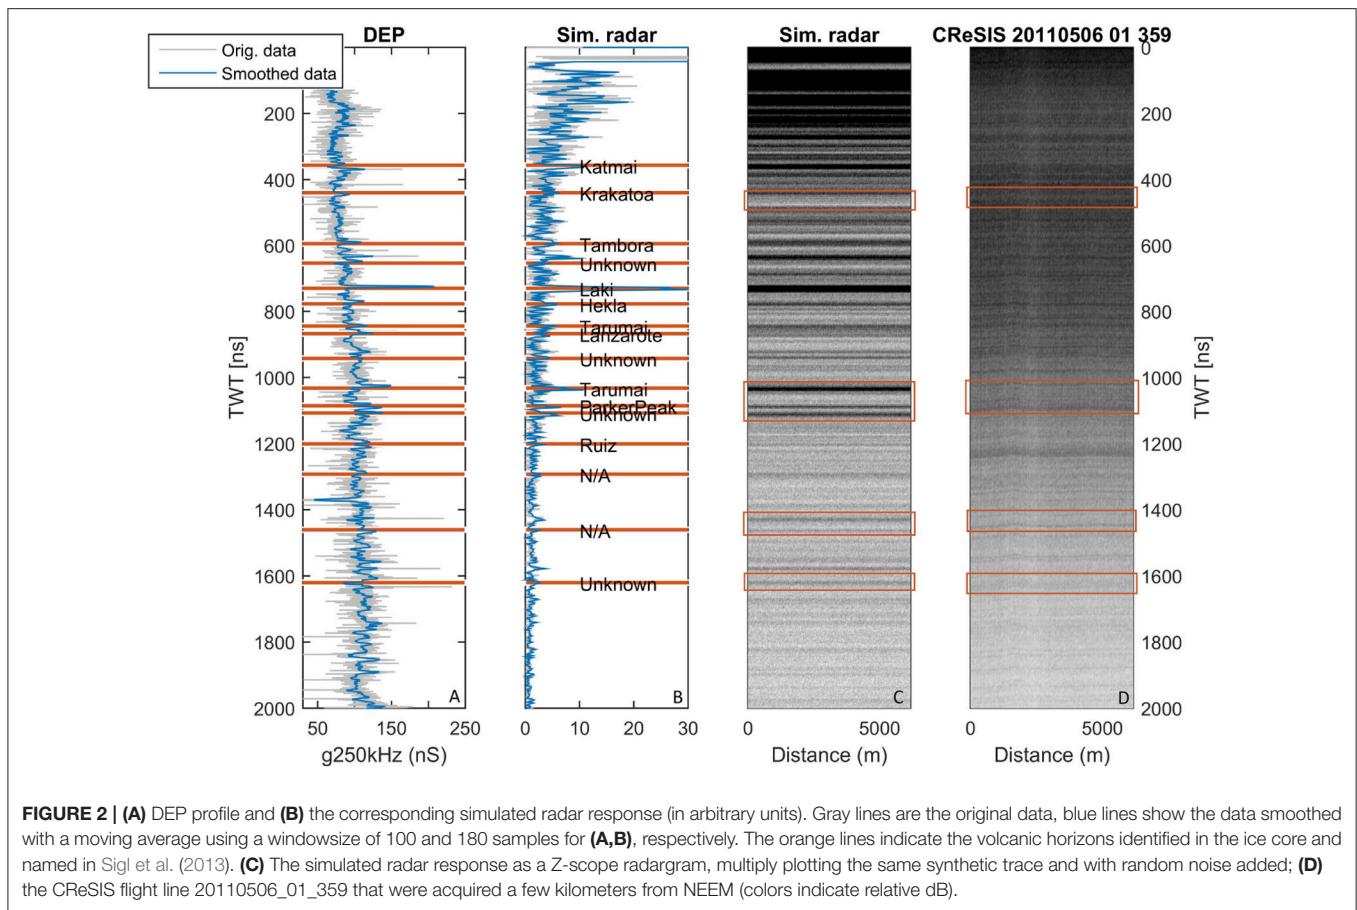 DEP
Sim. radar
Sim. radar
CReSIS 20110506 01 359
Orig. data
Smoothed data
200
400
600
800
1000
1200
1400
1600
1800
2000
TWT [ns]
50
150
250
g250kHz (nS)
A
Katmai
Krakatoa
Tambora
Unknown
Laki
Hekla
Tarumai
Lanzarote
Unknown
Tarumai
ParkerPeak
Unknown
Ruiz
N/A
N/A
Unknown
B
0
10
20
30
C
0
5000
Distance (m)
D
0
5000
Distance (m)
0
200
400
600
800
1000
1200
1400
1600
1800
2000
TWT [ns]
FIGURE 2 | (A) DEP profile and (B) the corresponding simulated radar response (in arbitrary units). Gray lines are the original data, blue lines show the data smoothed
with a moving average using a windowsize of 100 and 180 samples for (A,B), respectively. The orange lines indicate the volcanic horizons identified in the ice core and
named in Sigl et al. (2013). (C) The simulated radar response as a Z-scope radargram, multiply plotting the same synthetic trace and with random noise added; (D)
the CReSIS flight line 20110506_01_359 that were acquired a few kilometers from NEEM (colors indicate relative dB).